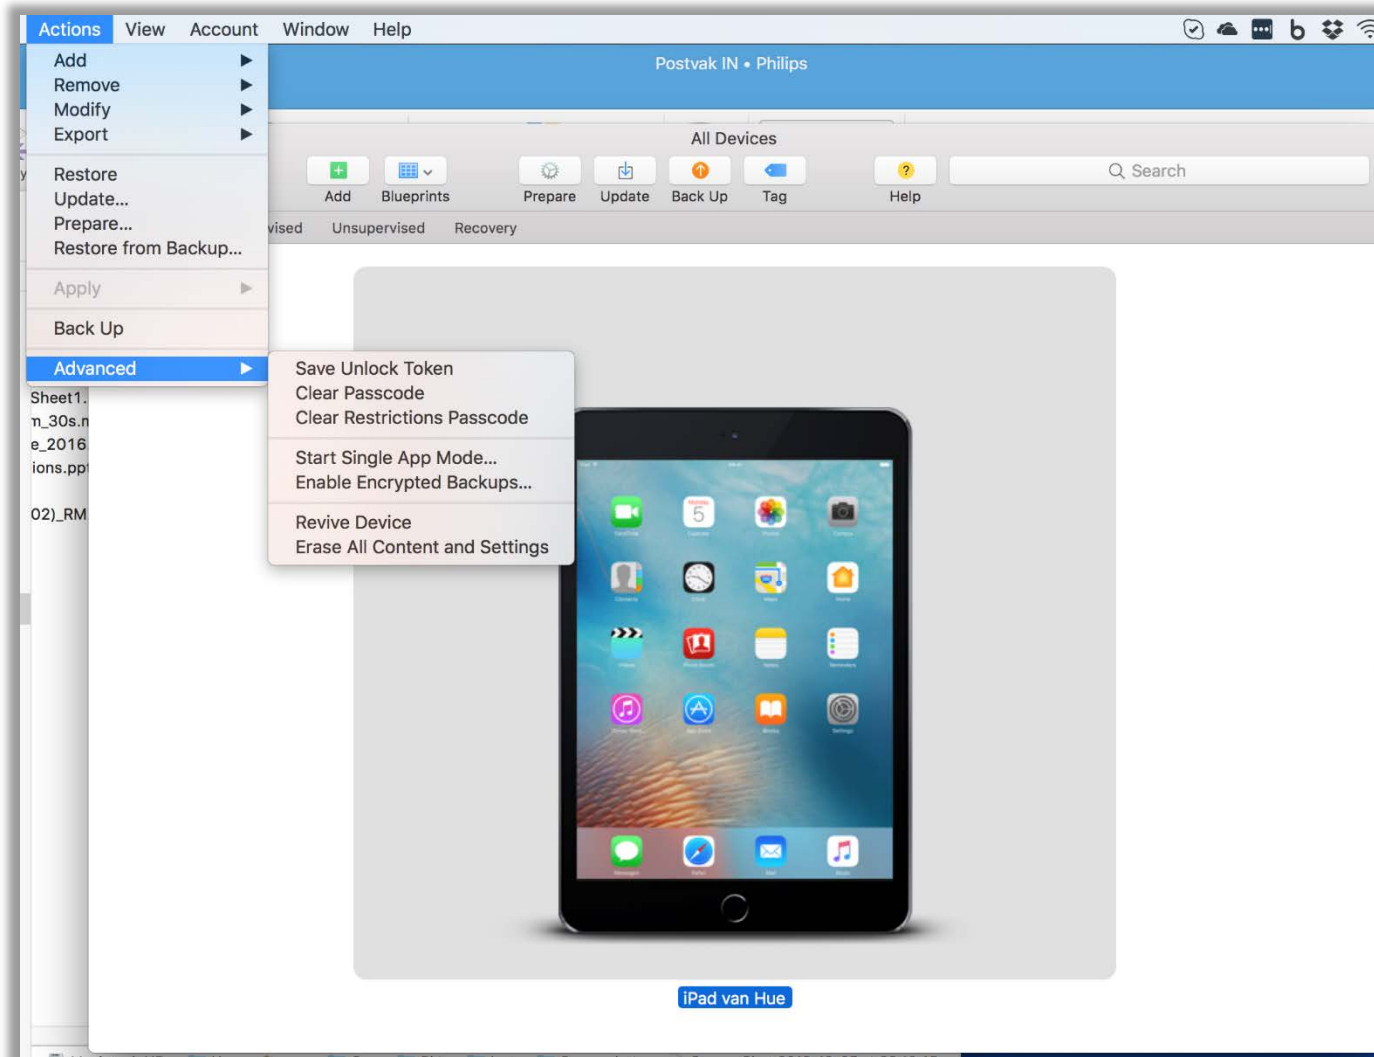 Actions View Account Window Help
Postvak IN • Philips
Add
Remove
Modify
Export
Restore
Update...
Prepare...
Restore from Backup...
Apply
Back Up
Advanced
Save Unlock Token
Clear Passcode
Clear Restrictions Passcode
Start Single App Mode...
Enable Encrypted Backups...
Revive Device
Erase All Content and Settings
All Devices
Search
Add Blueprints Prepare Update Back Up Tag Help
vised Unsupervised Recovery
Sheet1.
m_30s.m
e_2016
ions.ppt
02)_RM
5
iPad van Hue